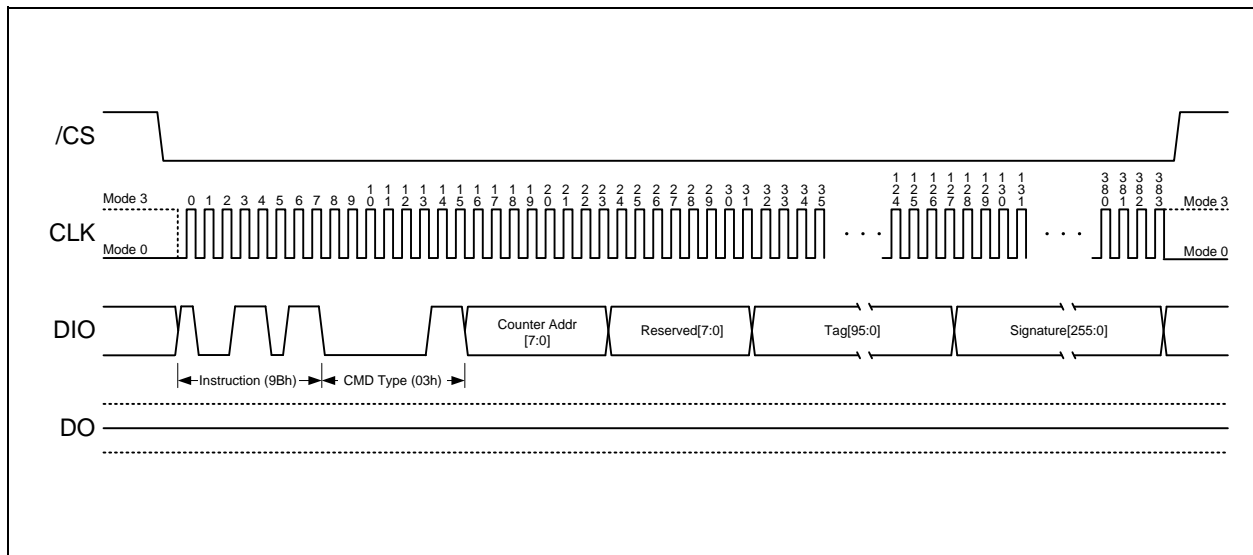 /CS
Mode 3
0 1 2 3 4 5 6 7 8 9 10 11 12 13 14 15 16 17 18 19 20 21 22 23 24 25 26 27 28 29 30 31 32 33 34 35 124 125 126 127 128 129 130 131 380 381 382 383
Mode 3
CLK
. . .
. . .
Mode 0
Mode 0
DIO
Counter Addr
[7:0]
Reserved[7:0]
Tag[95:0]
Signature[255:0]
Instruction (9Bh)
CMD Type (03h)
DO